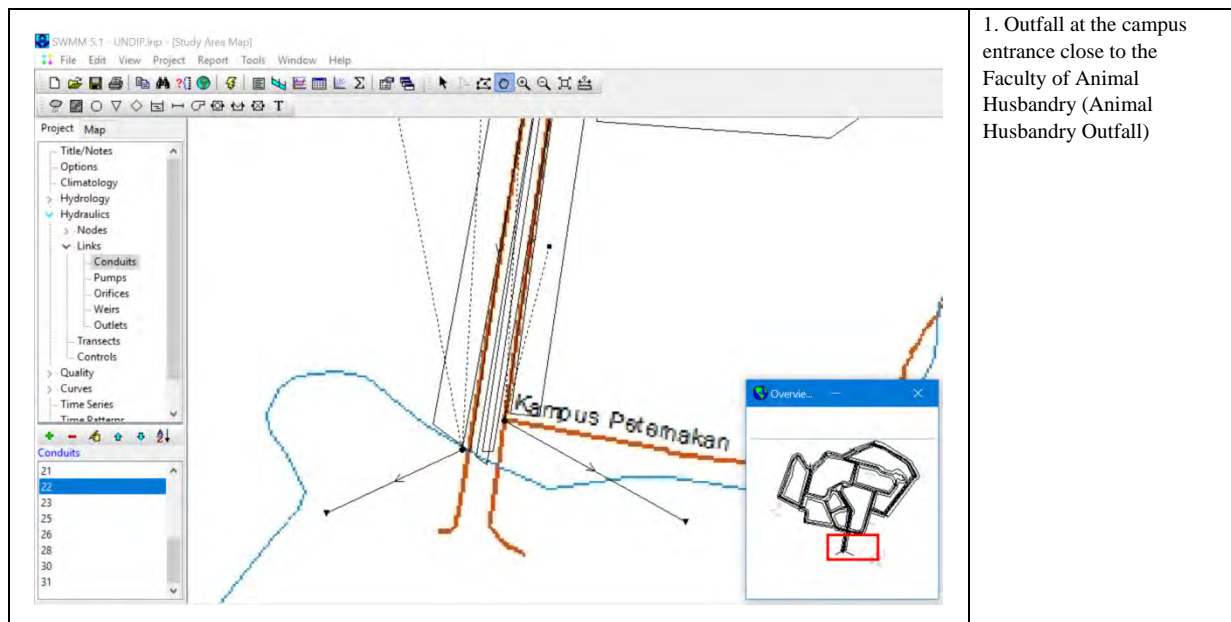 SWMM 5.1 - UNDIP.inp - [Study Area Map]
File Edit View Project Report Tools Window Help
T
Project Map
Title/Notes
Options
Climatology
Hydrology
Hydraulics
Nodes
Links
Conduits
Pumps
Orifices
Weirs
Outlets
Transects
Controls
Quality
Curves
Time Series
Time Patterns
Conduits
21
22
23
25
26
28
30
31
Kampus Peternakan
Overvie...
1. Outfall at the campus
entrance close to the
Faculty of Animal
Husbandry (Animal
Husbandry Outfall)